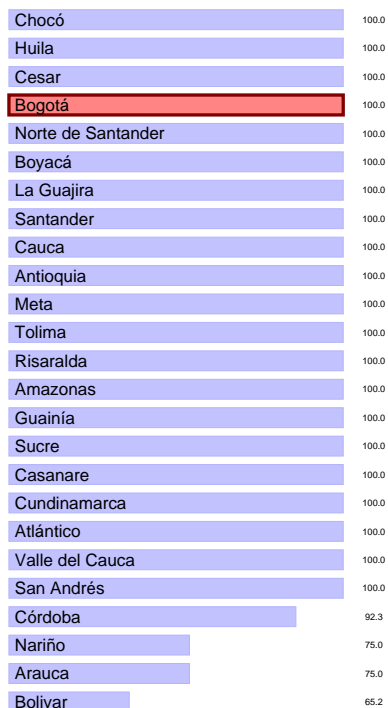 Chocó 100.0
Huila 100.0
Cesar 100.0
Bogotá 100.0
Norte de Santander 100.0
Boyacá 100.0
La Guajira 100.0
Santander 100.0
Cauca 100.0
Antioquia 100.0
Meta 100.0
Tolima 100.0
Risaralda 100.0
Amazonas 100.0
Guainía 100.0
Sucre 100.0
Casanare 100.0
Cundinamarca 100.0
Atlántico 100.0
Valle del Cauca 100.0
San Andrés 100.0
Córdoba 92.3
Nariño 75.0
Arauca 75.0
Bolivar 65.2